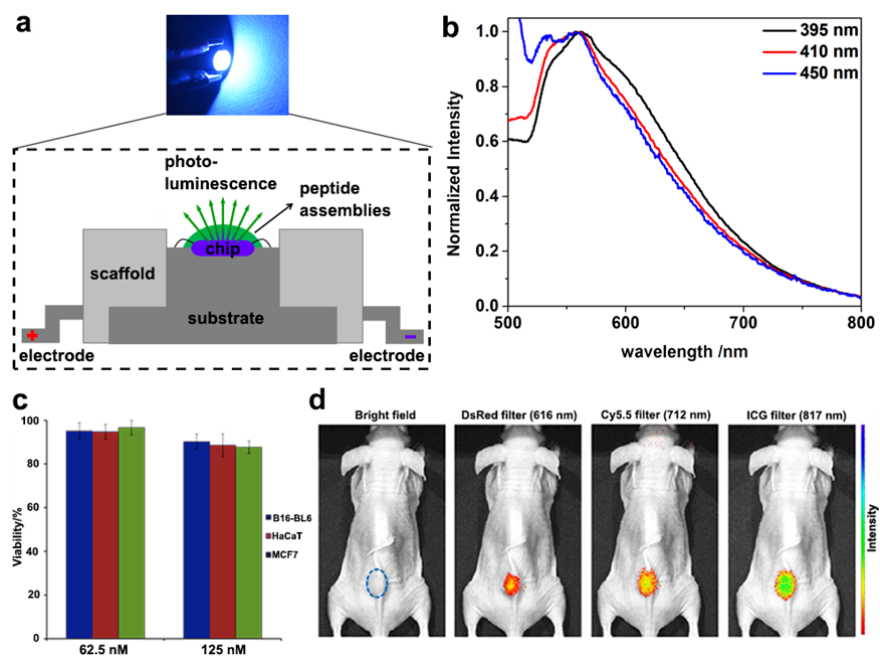 a
photo-
luminescence
peptide
assemblies
chip
scaffold
substrate
+
-
electrode
electrode
b
395 nm
410 nm
450 nm
Normalized Intensity
1.0
0.8
0.6
0.4
0.2
0.0
500
600
700
800
wavelength /nm
c
Viability/%
100
80
60
40
20
0
B16-BL6
HaCaT
MCF7
62.5 nM
125 nM
d
Bright field
DsRed filter (616 nm)
Cy5.5 filter (712 nm)
ICG filter (817 nm)
Intensity